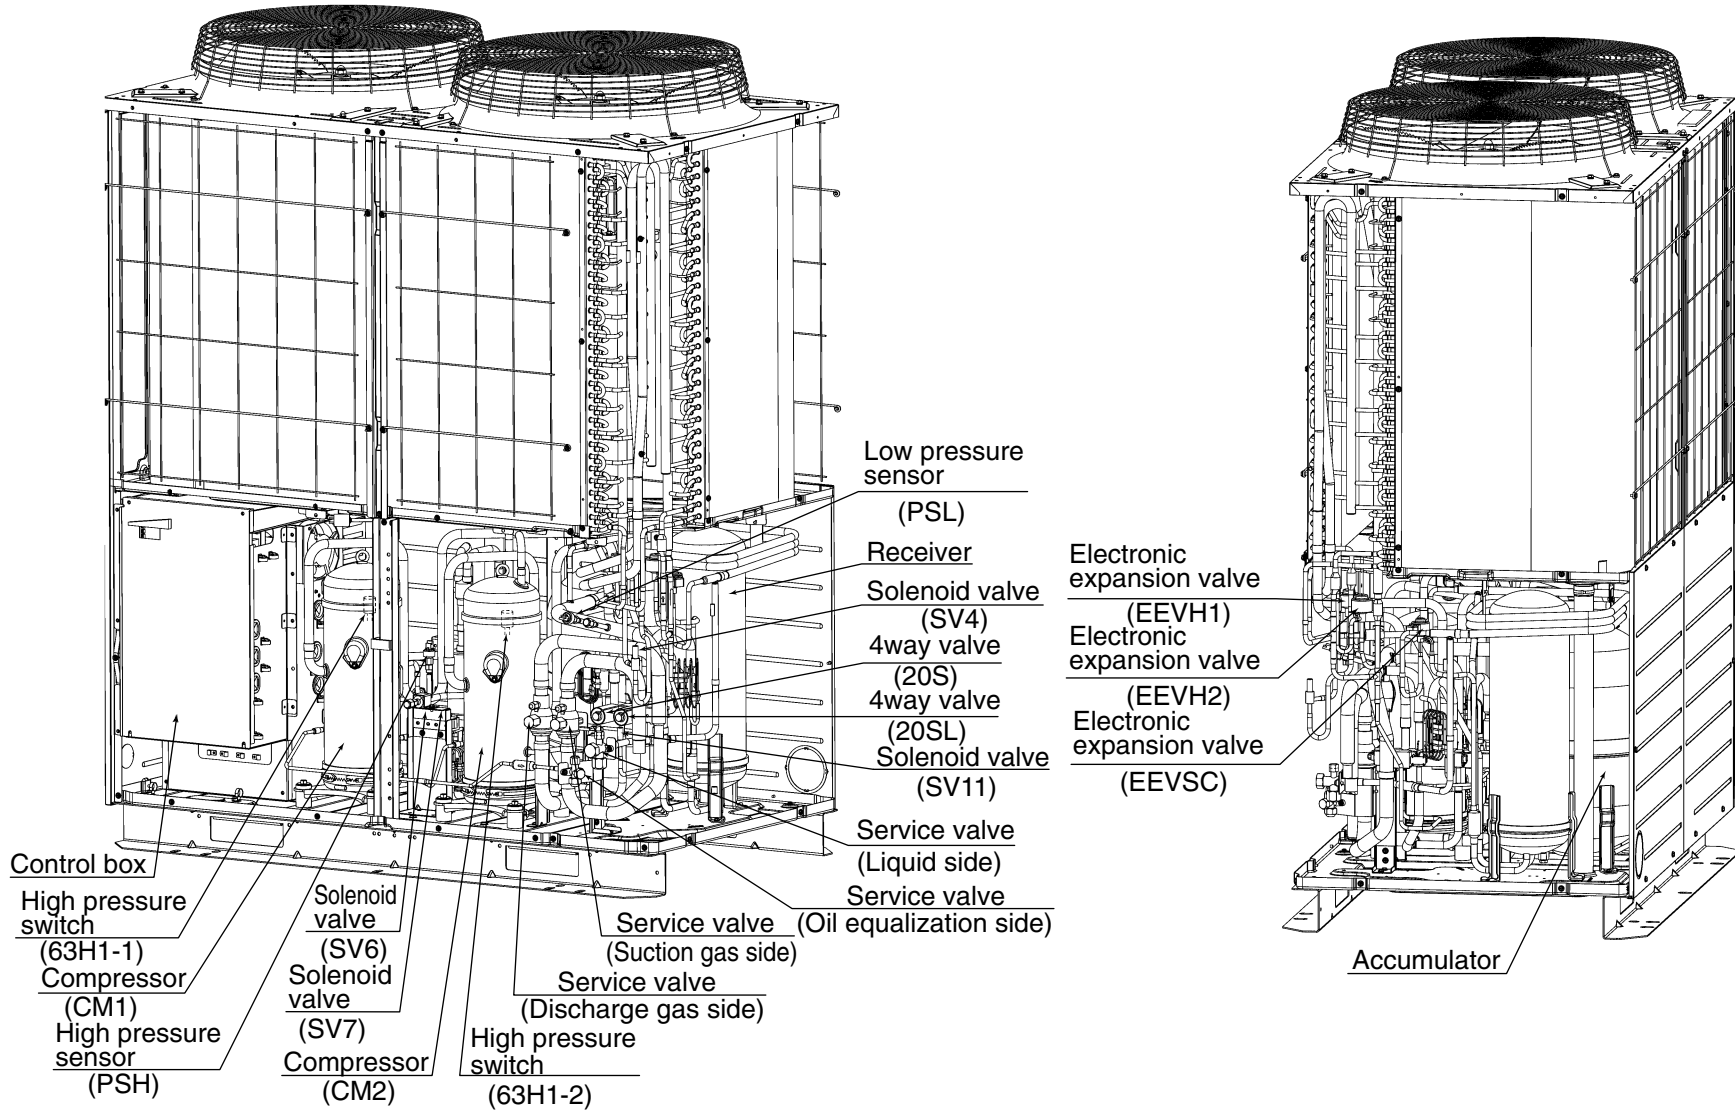 Low pressure
sensor
(PSL)
Receiver
Solenoid valve
(SV4)
4way valve
(20S)
4way valve
(20SL)
Solenoid valve
(SV11)
Service valve
(Liquid side)
Service valve
(Oil equalization side)
Service valve
(Suction gas side)
Service valve
(Discharge gas side)
High pressure
switch
(63H1-2)
Control box
High pressure
switch
(63H1-1)
Compressor
(CM1)
High pressure
sensor
(PSH)
Solenoid
valve
(SV6)
Solenoid
valve
(SV7)
Compressor
(CM2)
Electronic
expansion valve
(EEVH1)
Electronic
expansion valve
(EEVH2)
Electronic
expansion valve
(EEVSC)
Accumulator